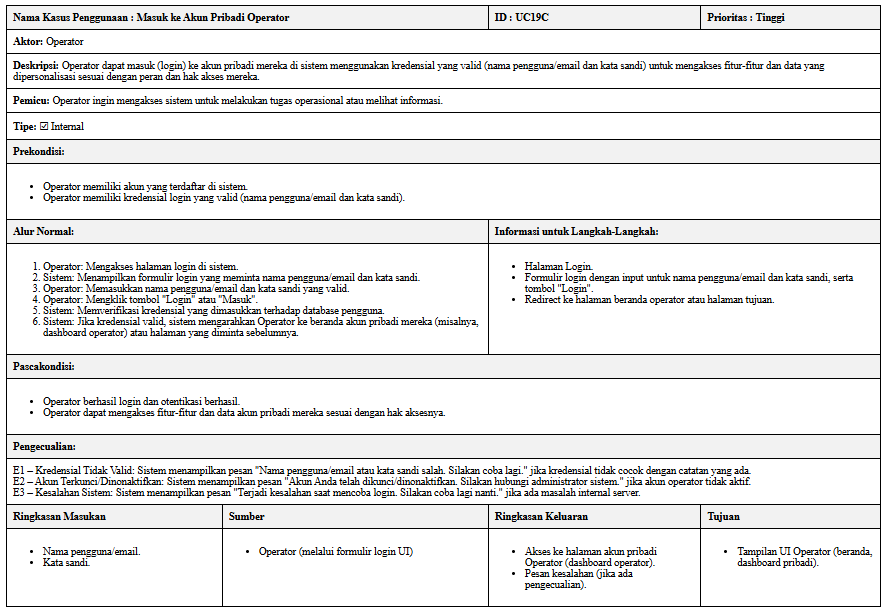 Nama Kasus Penggunaan : Masuk ke Akun Pribadi Operator
ID : UC19C
Prioritas : Tinggi
Aktor: Operator
Deskripsi: Operator dapat masuk (login) ke akun pribadi mereka di sistem menggunakan kredensial yang valid (nama pengguna/email dan kata sandi) untuk mengakses fitur-fitur dan data yang
dipersonalisasi sesuai dengan peran dan hak akses mereka.
Pemicu: Operator ingin mengakses sistem untuk melakukan tugas operasional atau melihat informasi.
Tipe: ☑ Internal
Prekondisi:
• Operator memiliki akun yang terdaftar di sistem.
• Operator memiliki kredensial login yang valid (nama pengguna/email dan kata sandi).
Alur Normal:
1. Operator: Mengakses halaman login di sistem.
2. Sistem: Menampilkan formulir login yang meminta nama pengguna/email dan kata sandi.
3. Operator: Memasukkan nama pengguna/email dan kata sandi yang valid.
4. Operator: Mengklik tombol "Login" atau "Masuk".
5. Sistem: Memverifikasi kredensial yang dimasukkan terhadap database pengguna.
6. Sistem: Jika kredensial valid, sistem mengarahkan Operator ke beranda akun pribadi mereka (misalnya,
dashboard operator) atau halaman yang diminta sebelumnya.
Informasi untuk Langkah-Langkah:
• Halaman Login.
• Formulir login dengan input untuk nama pengguna/email dan kata sandi, serta
tombol "Login".
• Redirect ke halaman beranda operator atau halaman tujuan.
Pascakondisi:
• Operator berhasil login dan otentikasi berhasil.
• Operator dapat mengakses fitur-fitur dan data akun pribadi mereka sesuai dengan hak aksesnya.
Pengecualian:
E1 – Kredensial Tidak Valid: Sistem menampilkan pesan "Nama pengguna/email atau kata sandi salah. Silakan coba lagi." jika kredensial tidak cocok dengan catatan yang ada.
E2 – Akun Terkunci/Dinonaktifkan: Sistem menampilkan pesan "Akun Anda telah dikunci/dinonaktifkan. Silakan hubungi administrator sistem." jika akun operator tidak aktif.
E3 – Kesalahan Sistem: Sistem menampilkan pesan "Terjadi kesalahan saat mencoba login. Silakan coba lagi nanti." jika ada masalah internal server.
Ringkasan Masukan
• Nama pengguna/email.
• Kata sandi.
Sumber
• Operator (melalui formulir login UI)
Ringkasan Keluaran
• Akses ke halaman akun pribadi
Operator (dashboard operator).
• Pesan kesalahan (jika ada
pengecualian).
Tujuan
• Tampilan UI Operator (beranda,
dashboard pribadi).